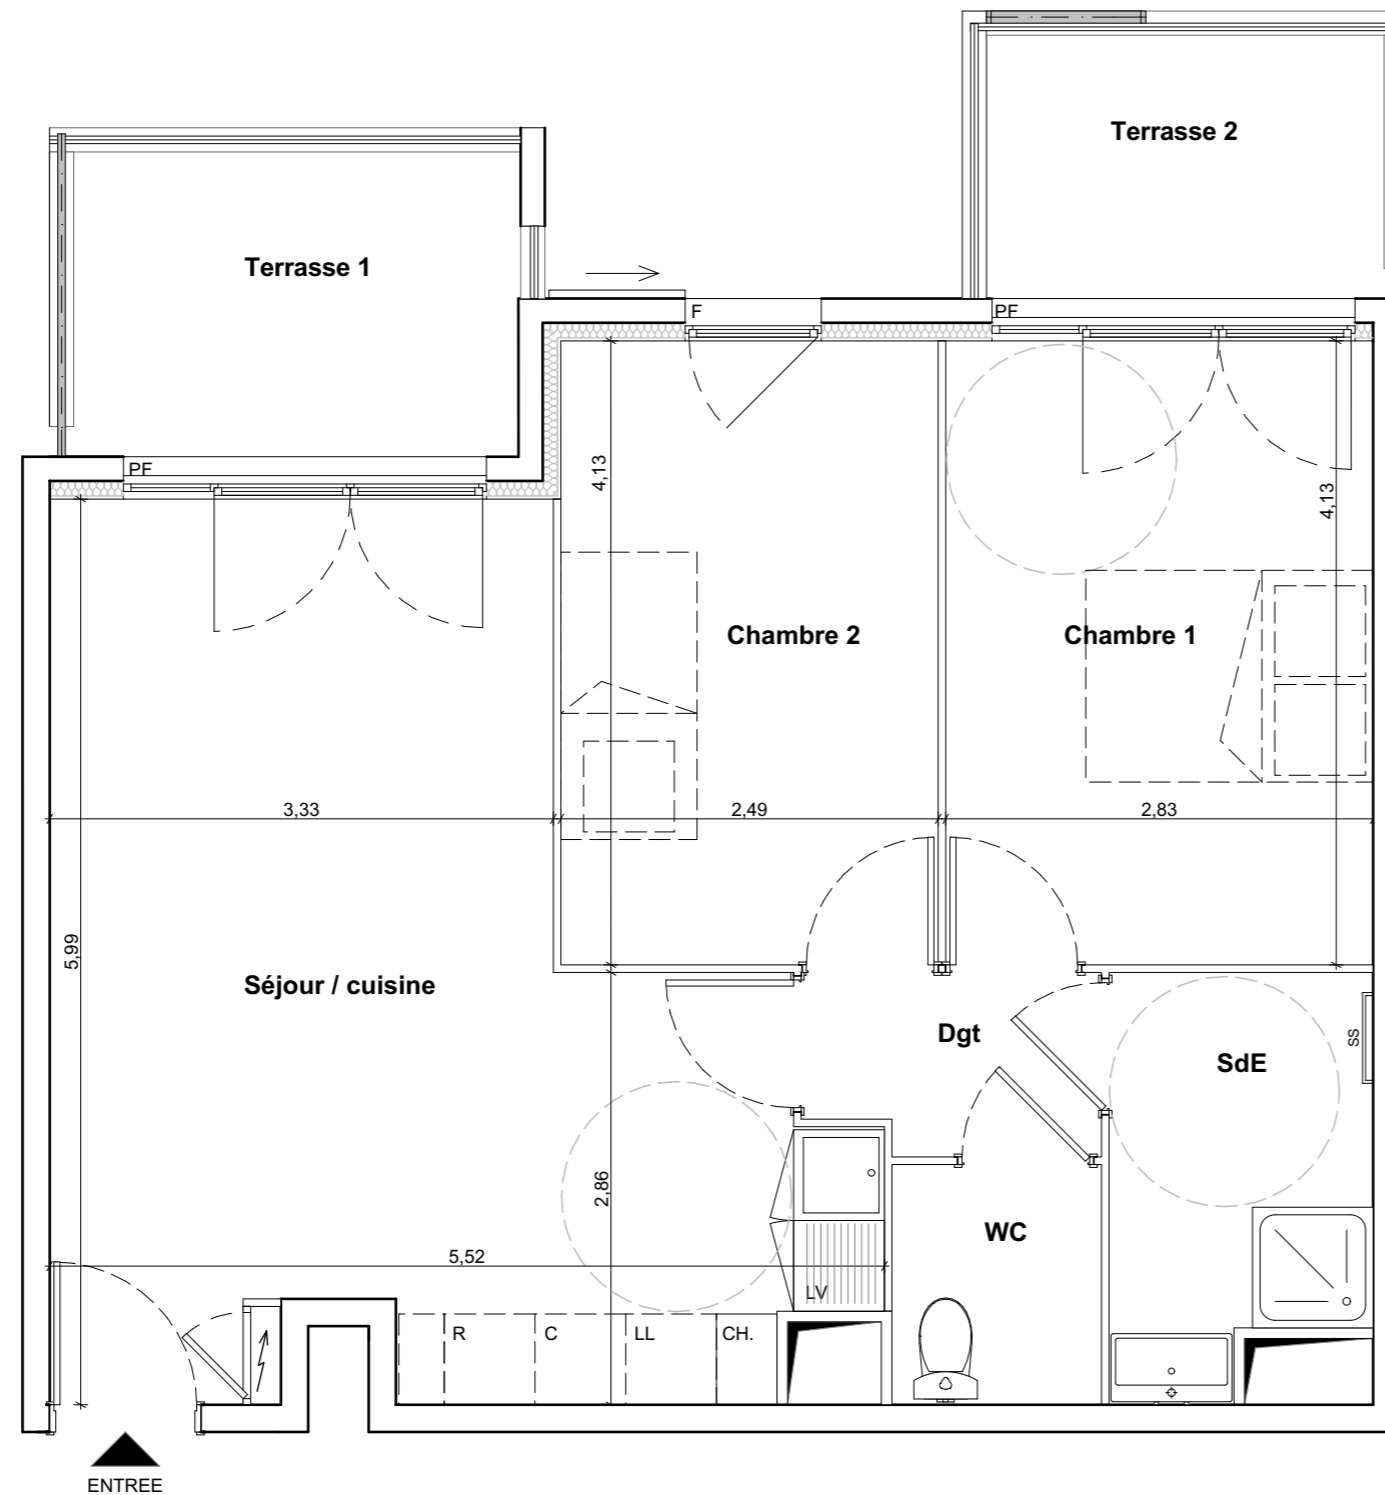 Terrasse 2
Terrasse 1
F
PF
PF
4,13
4,13
Chambre 2
Chambre 1
3,33
2,49
2,83
5,99
Séjour / cuisine
Dgt
SdE
SS
2,86
WC
5,52
LV
R
C
LL
CH.
ENTREE